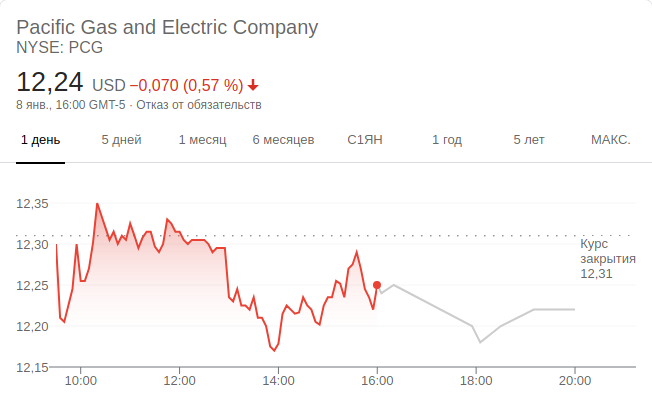 Pacific Gas and Electric Company
NYSE: PCG
12,24 USD −0,070 (0,57 %)
8 янв., 16:00 GMT-5 · Отказ от обязательств
1 день 5 дней 1 месяц 6 месяцев С1ЯН 1 год 5 лет МАКС.
12,35
12,30
12,25
12,20
12,15
Курс
закрытия
12,31
10:00 12:00 14:00 16:00 18:00 20:00